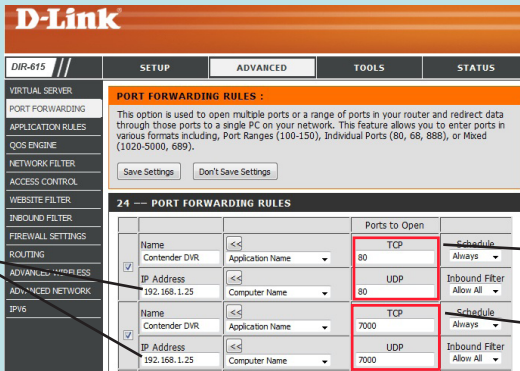 D-Link
DIR-615
SETUP
ADVANCED
TOOLS
STATUS
VIRTUAL SERVER
PORT FORWARDING
APPLICATION RULES
QOS ENGINE
NETWORK FILTER
ACCESS CONTROL
WEBSITE FILTER
INBOUND FILTER
FIREWALL SETTINGS
ROUTING
ADVANCED WIRELESS
ADVANCED NETWORK
IPV6
PORT FORWARDING RULES :
This option is used to open multiple ports or a range of ports in your router and redirect data
through those ports to a single PC on your network. This feature allows you to enter ports in
various formats including, Port Ranges (100-150), Individual Ports (80, 68, 888), or Mixed
(1020-5000, 689).
Save Settings
Don't Save Settings
24 -- PORT FORWARDING RULES
Ports to Open
Name
<<
TCP
Schedule
Contender DVR
Application Name
80
Always
IP Address
<<
UDP
Inbound Filter
192.168.1.25
Computer Name
80
Allow All
Name
<<
TCP
Schedule
Contender DVR
Application Name
7000
Always
IP Address
<<
UDP
Inbound Filter
192.168.1.25
Computer Name
7000
Allow All